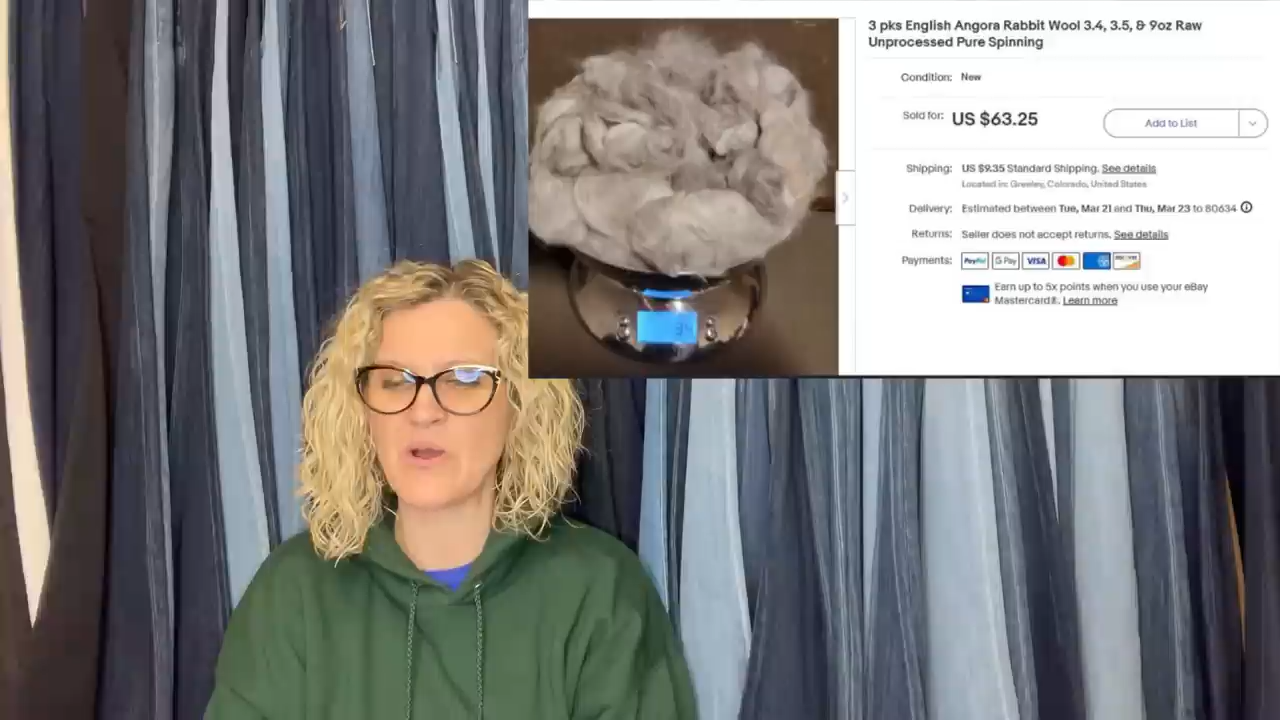 3 pks English Angora Rabbit Wool 3.4, 3.5, & 9oz Raw
Unprocessed Pure Spinning
Condition: New
Sold for: US $63.25
Add to List
Shipping: US $9.35 Standard Shipping. See details
Located in: Greeley, Colorado, United States
Delivery: Estimated between Tue, Mar 21 and Thu, Mar 23 to 80634
Returns: Seller does not accept returns. See details
Payments: PayPal G Pay VISA
Earn up to 5x points when you use your eBay
Mastercard®. Learn more